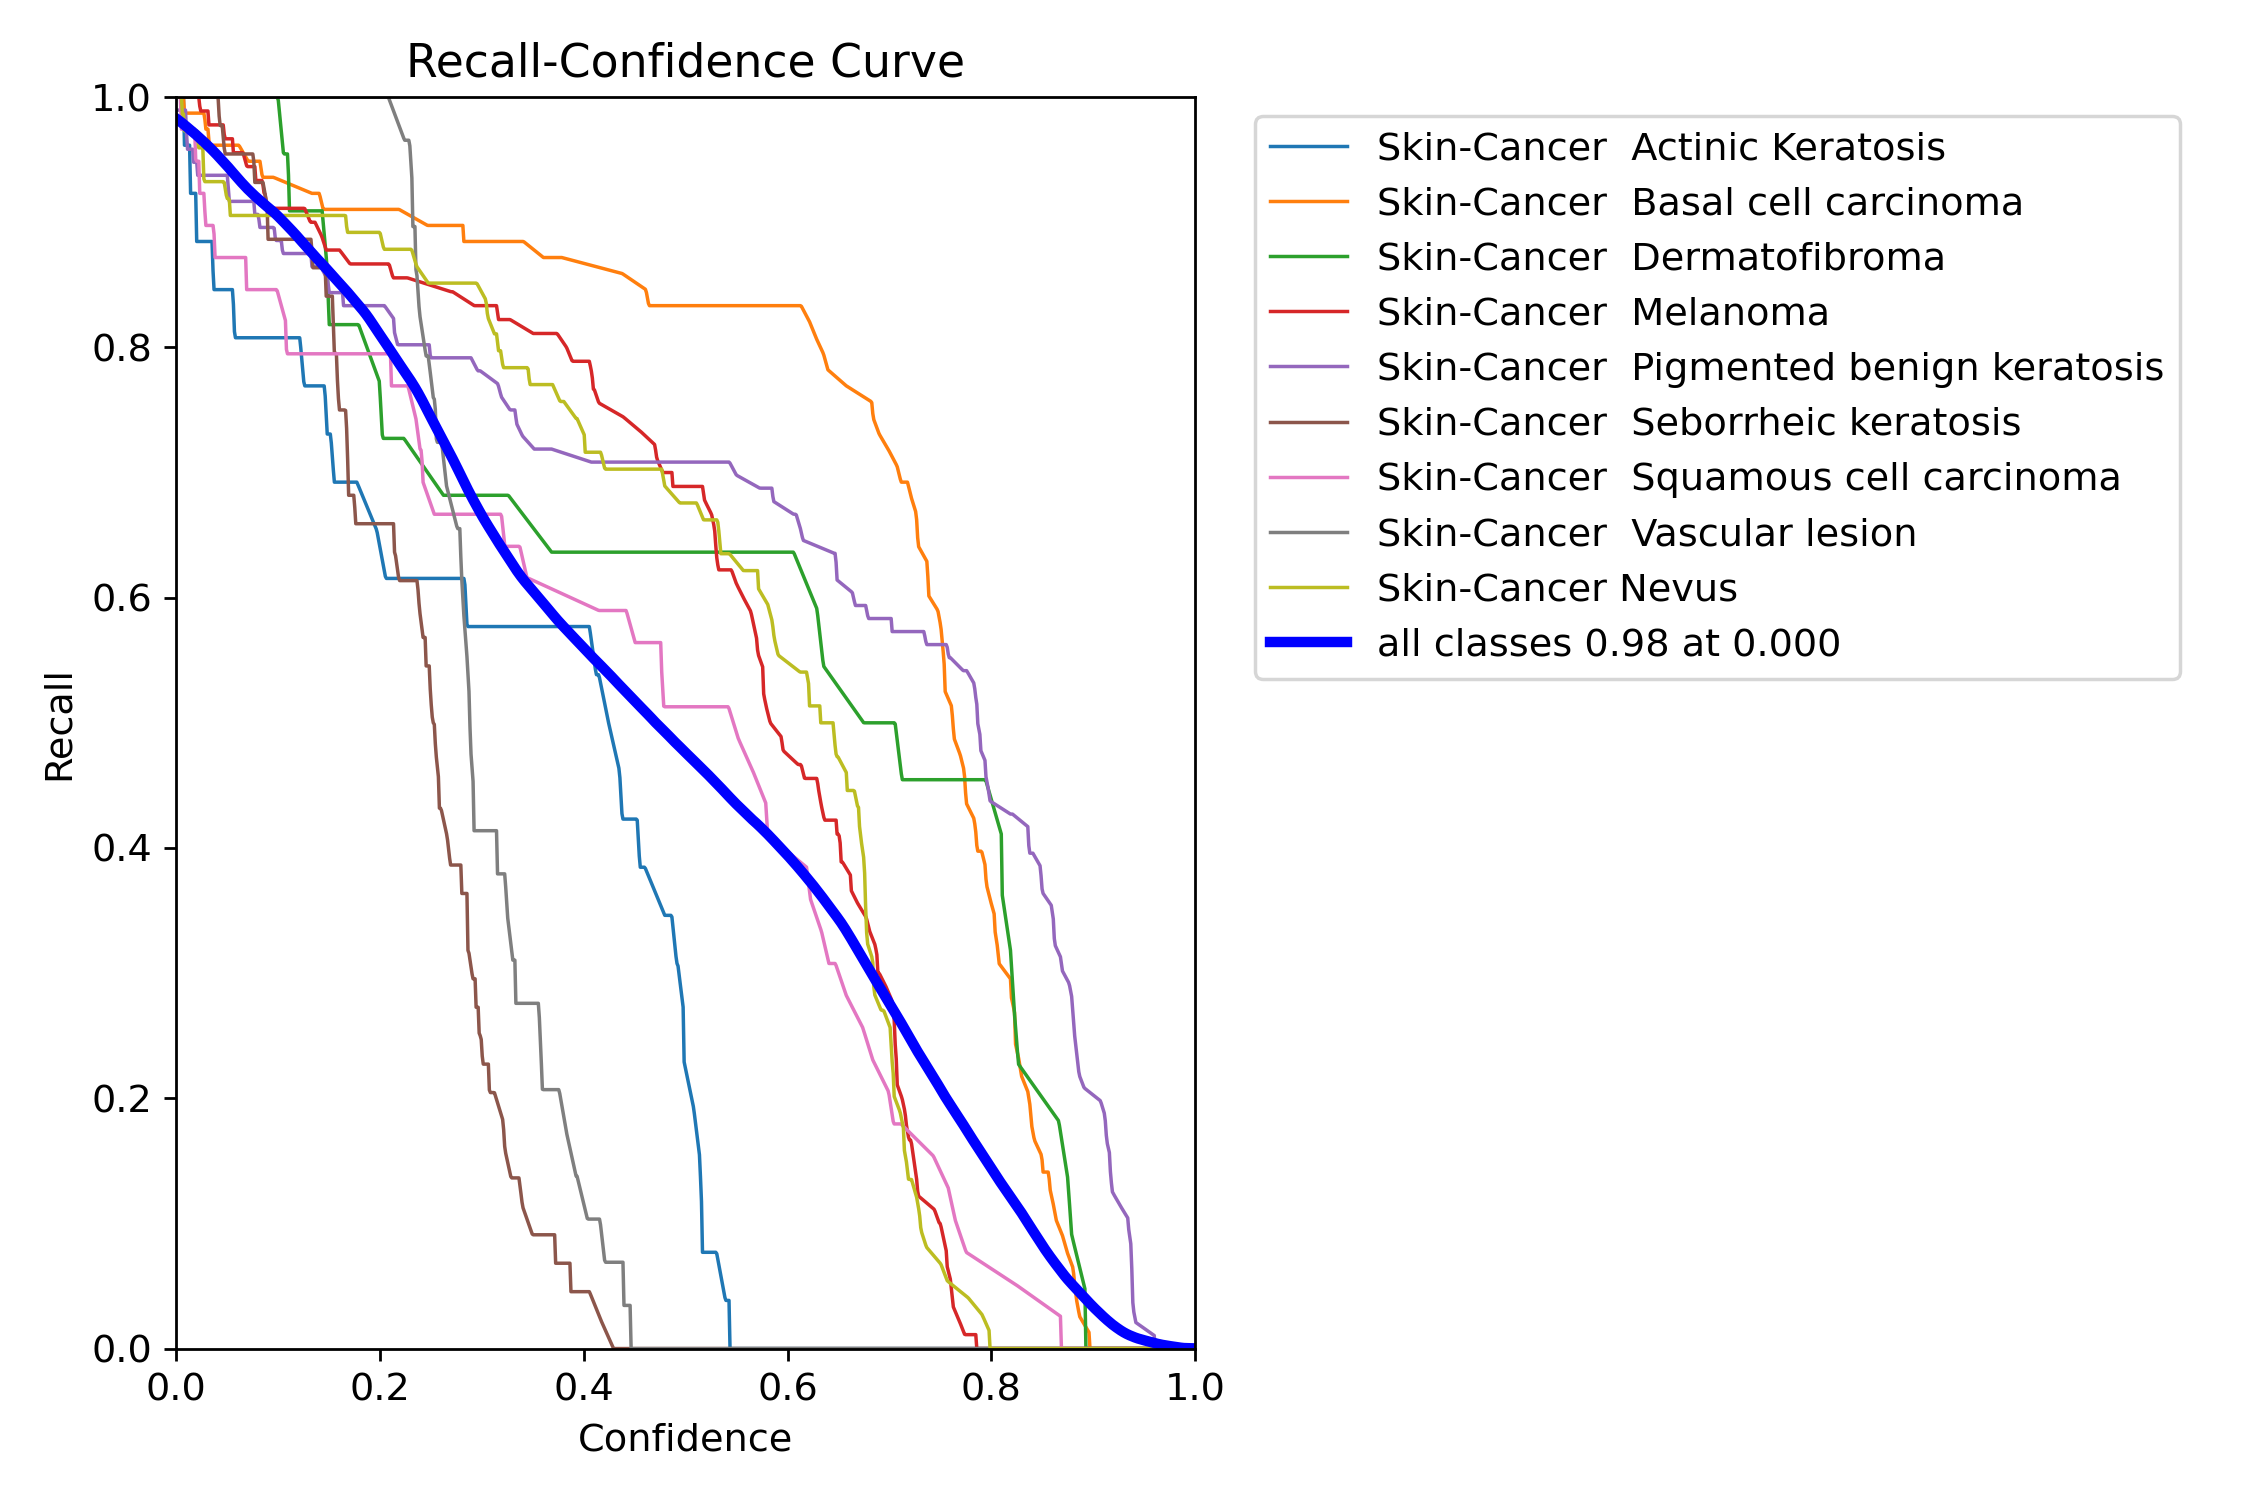 Recall-Confidence Curve
1.0
0.8
0.6
0.4
0.2
0.0
Recall
0.0 0.2 0.4 0.6 0.8 1.0
Confidence
Skin-Cancer  Actinic Keratosis
Skin-Cancer  Basal cell carcinoma
Skin-Cancer  Dermatofibroma
Skin-Cancer  Melanoma
Skin-Cancer  Pigmented benign keratosis
Skin-Cancer  Seborrheic keratosis
Skin-Cancer  Squamous cell carcinoma
Skin-Cancer  Vascular lesion
Skin-Cancer Nevus
all classes 0.98 at 0.000